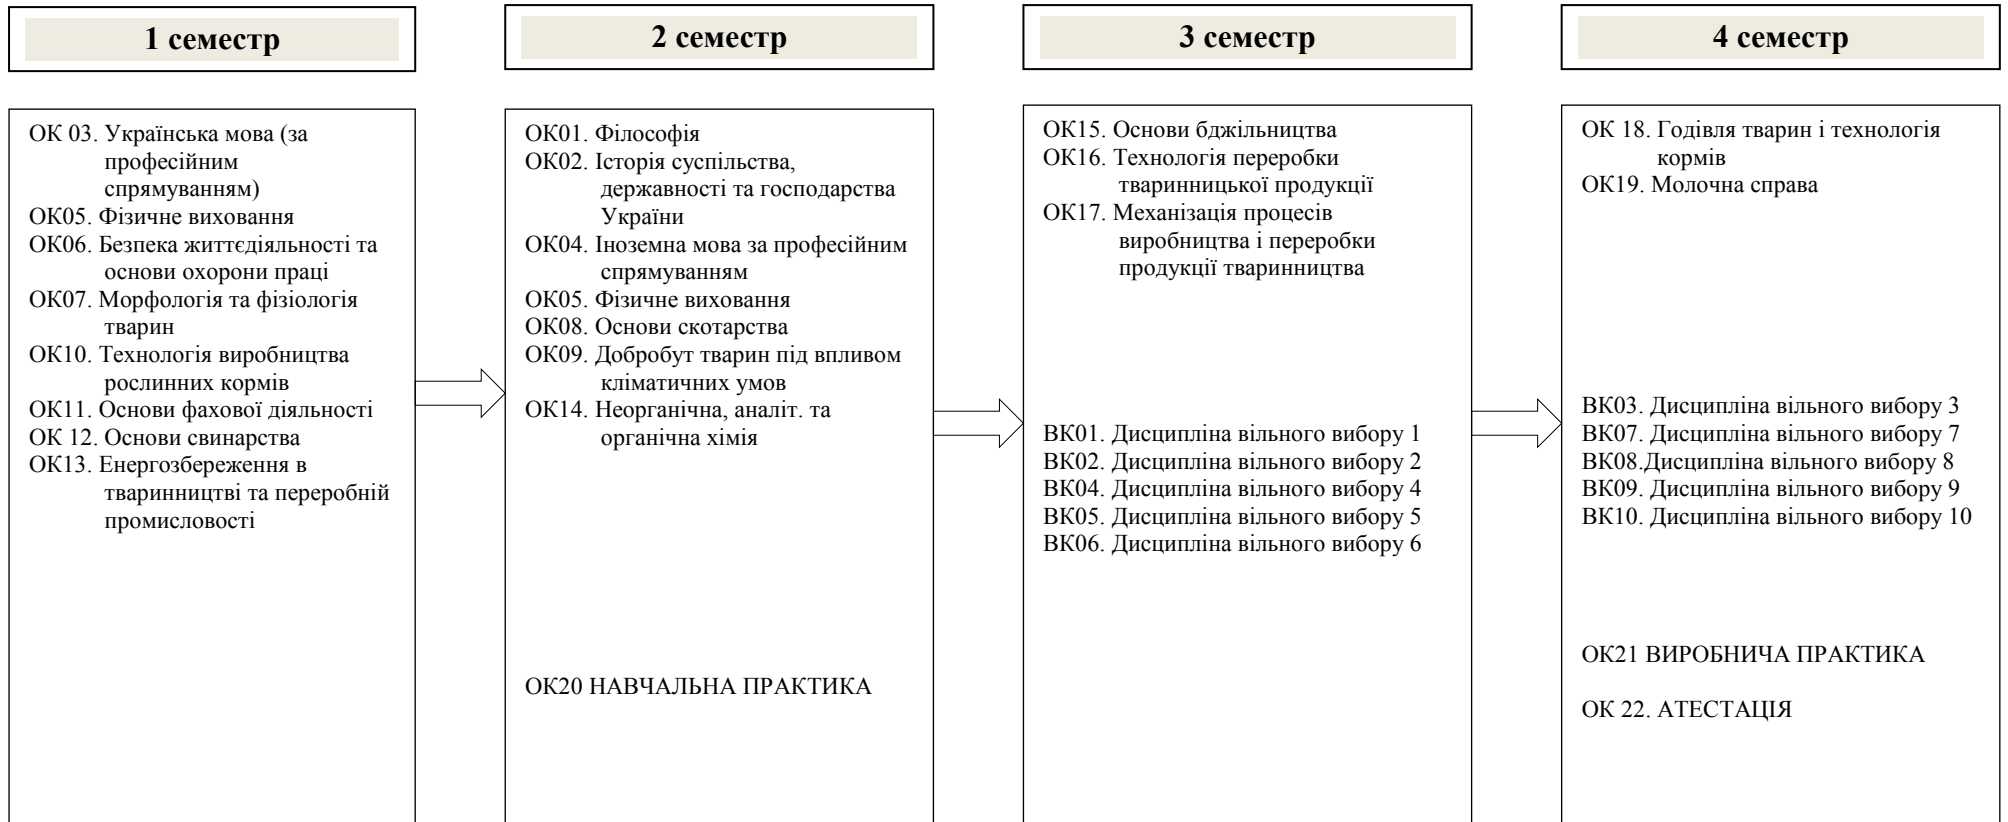 1 семестр
ОК 03. Українська мова (за
професійним
спрямуванням)
ОК05. Фізичне виховання
ОК06. Безпека життєдіяльності та
основи охорони праці
ОК07. Морфологія та фізіологія
тварин
ОК10. Технологія виробництва
рослинних кормів
ОК11. Основи фахової діяльності
ОК 12. Основи свинарства
ОК13. Енергозбереження в
тваринництві та переробній
промисловості
2 семестр
ОК01. Філософія
ОК02. Історія суспільства,
державності та господарства
України
ОК04. Іноземна мова за професійним
спрямуванням
ОК05. Фізичне виховання
ОК08. Основи скотарства
ОК09. Добробут тварин під впливом
кліматичних умов
ОК14. Неорганічна, аналіт. та
органічна хімія
ОК20 НАВЧАЛЬНА ПРАКТИКА
3 семестр
ОК15. Основи бджільництва
ОК16. Технологія переробки
тваринницької продукції
ОК17. Механізація процесів
виробництва і переробки
продукції тваринництва
ВК01. Дисципліна вільного вибору 1
ВК02. Дисципліна вільного вибору 2
ВК04. Дисципліна вільного вибору 4
ВК05. Дисципліна вільного вибору 5
ВК06. Дисципліна вільного вибору 6
4 семестр
ОК 18. Годівля тварин і технологія
кормів
ОК19. Молочна справа
ВК03. Дисципліна вільного вибору 3
ВК07. Дисципліна вільного вибору 7
ВК08.Дисципліна вільного вибору 8
ВК09. Дисципліна вільного вибору 9
ВК10. Дисципліна вільного вибору 10
ОК21 ВИРОБНИЧА ПРАКТИКА
ОК 22. АТЕСТАЦІЯ